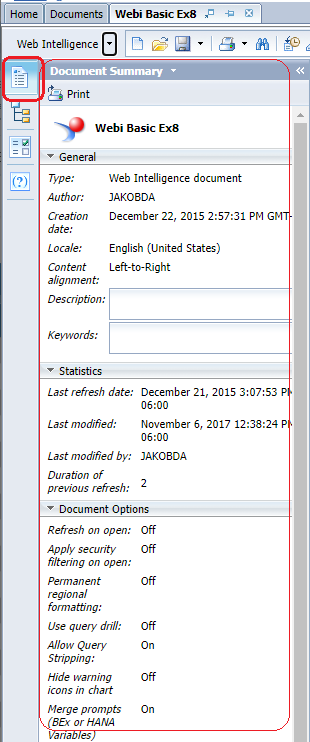 Home Documents Webi Basic Ex8
Web Intelligence
Document Summary
Print
Webi Basic Ex8
General
Type: Web Intelligence document
Author: JAKOBDA
Creation date: December 22, 2015 2:57:31 PM GMT-
Locale: English (United States)
Content alignment: Left-to-Right
Description:
Keywords:
Statistics
Last refresh date: December 21, 2015 3:07:53 PM
06:00
Last modified: November 6, 2017 12:38:24 PM
06:00
Last modified by: JAKOBDA
Duration of previous refresh: 2
Document Options
Refresh on open: Off
Apply security filtering on open: Off
Permanent regional formatting: Off
Use query drill: Off
Allow Query Stripping: On
Hide warning icons in chart Off
Merge prompts (BEx or HANA Variables) On